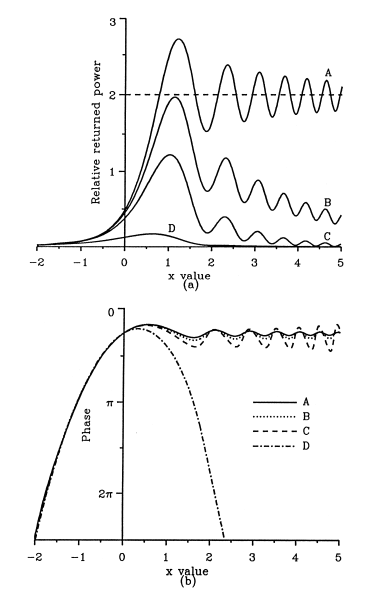 3
2
1
Relative returned power
A
B
C
D
-2 -1 0 1 2 3 4 5
x value
(a)
0
π
2π
Phase
A
B
C
D
-2 -1 0 1 2 3 4 5
x value
(b)